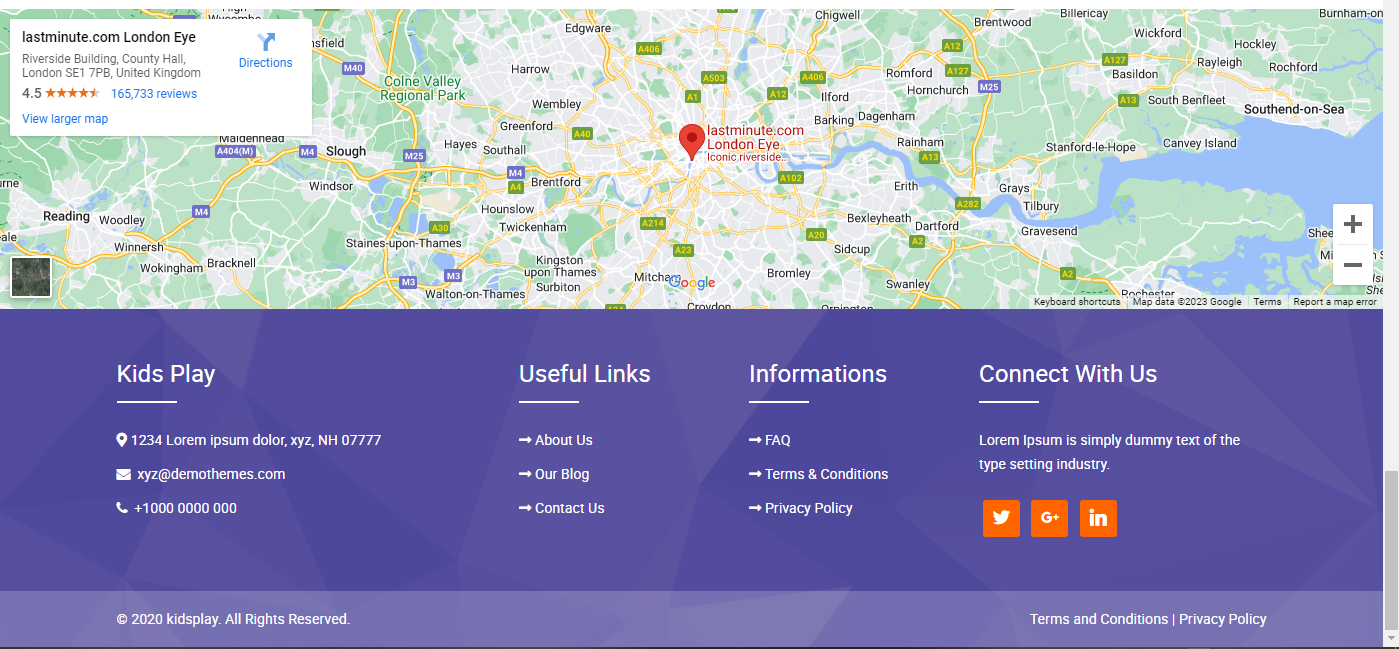 lastminute.com London Eye
Riverside Building, County Hall,
London SE1 7PB, United Kingdom
4.5
165,733 reviews
View larger map
Directions
Wycombe
Edgware
Chigwell
Brentwood
Billericay
Burnham-on
Wickford
Hockley
Rayleigh
Rochford
A406
A12
A127
M40
Harrow
A503
A406
Romford
A127
Basildon
Colne Valley
Regional Park
A1
A12
Ilford
Hornchurch
M25
A13
South Benfleet
Southend-on-Sea
Wembley
Barking
Dagenham
Greenford
A40
lastminute.com
London Eye
Iconic riverside...
Maidenhead
A404(M)
M4
Slough
M25
Hayes
Southall
Rainham
A13
Stanford-le-Hope
Canvey Island
M4
A4
Brentford
A102
Windsor
Erith
Grays
Tilbury
Reading
Woodley
M4
Hounslow
A282
Twickenham
A214
Bexleyheath
Dartford
Gravesend
A30
A20
A2
Staines-upon-Thames
Winnersh
A23
Sidcup
Wokingham
Bracknell
Kingston
upon Thames
Surbiton
M3
M3
Mitcham
Google
Bromley
Swanley
A2
Walton-on-Thames
Croydon
Orpington
Rochester
Keyboard shortcuts
Map data ©2023 Google
Terms
Report a map error
Kids Play
Useful Links
Informations
Connect With Us
1234 Lorem ipsum dolor, xyz, NH 07777
xyz@demothemes.com
+1000 0000 000
About Us
Our Blog
Contact Us
FAQ
Terms & Conditions
Privacy Policy
Lorem Ipsum is simply dummy text of the
type setting industry.
G+
in
© 2020 kidsplay. All Rights Reserved.
Terms and Conditions | Privacy Policy